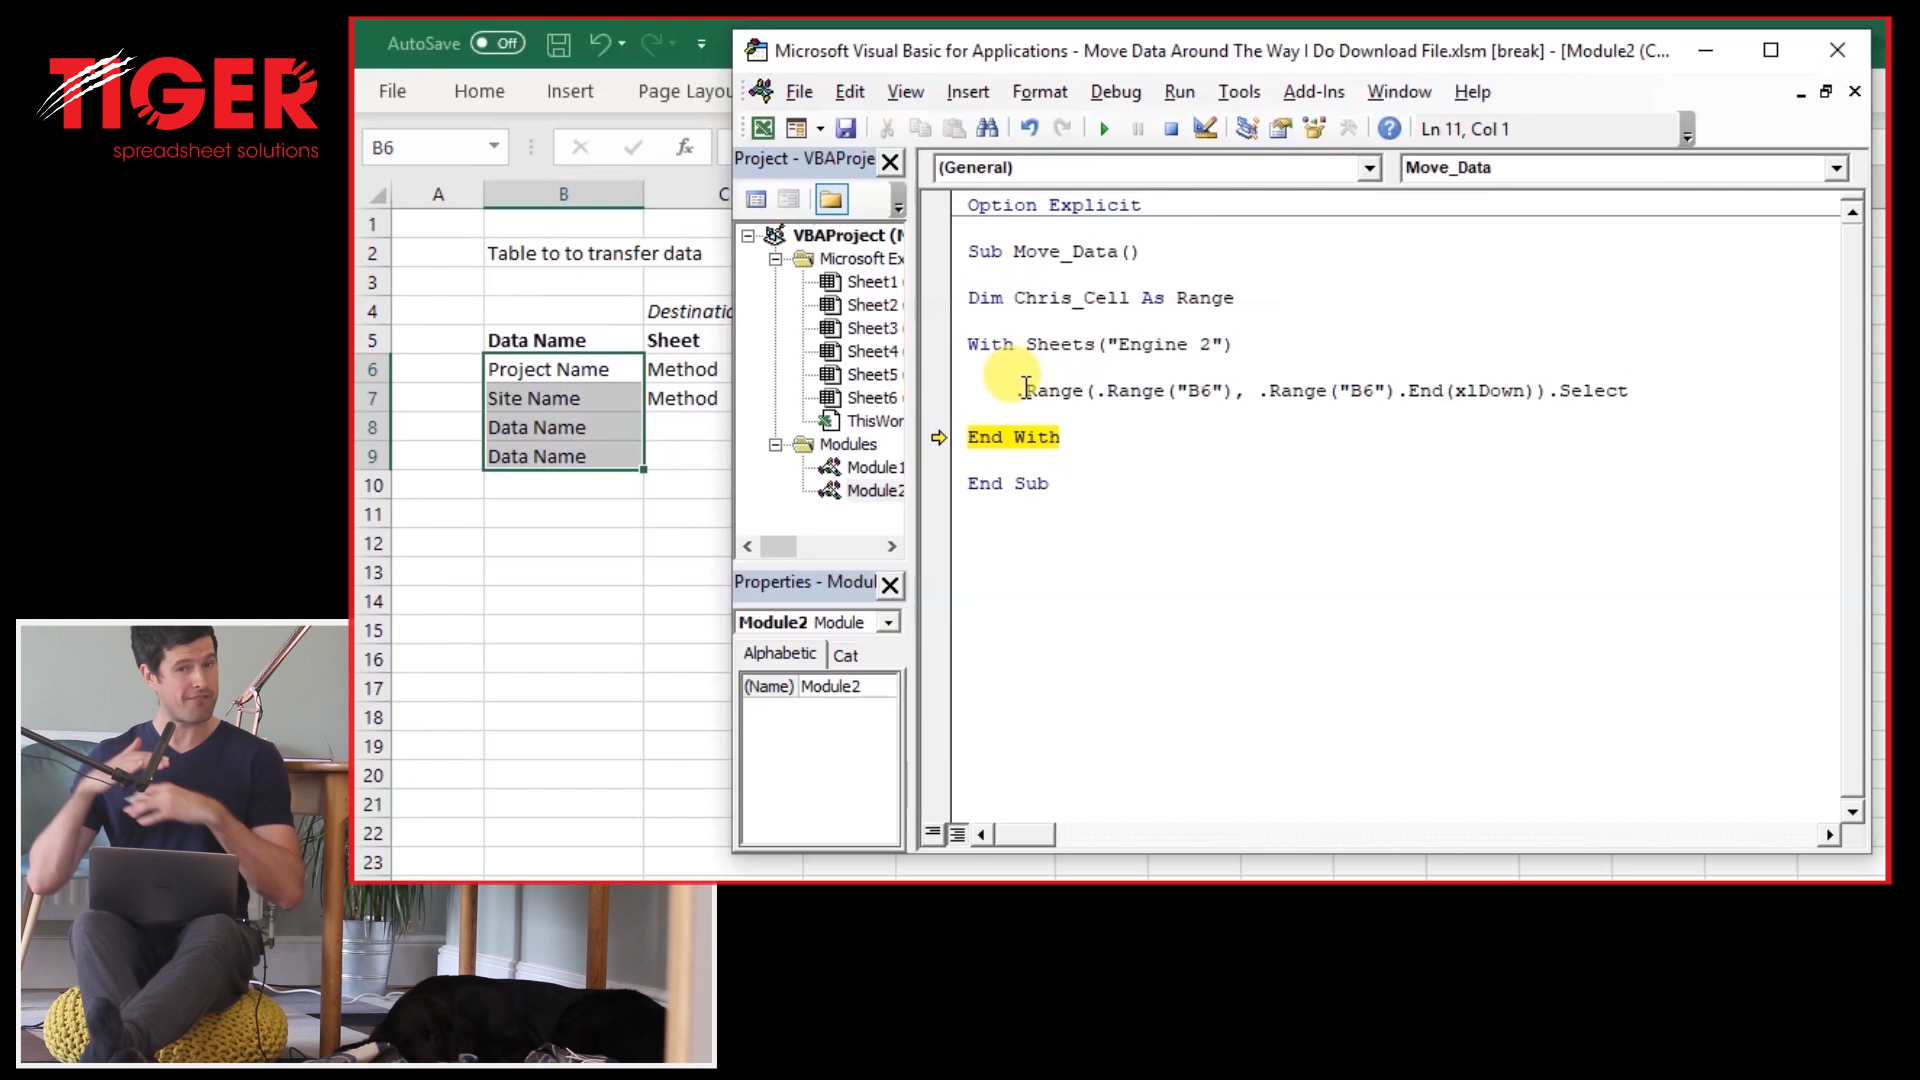 TIGER
spreadsheet solutions
AutoSave Off
File Home Insert Page Layou
B6
fx
A B C
1
2 Table to to transfer data
3
4 Destinatio
5 Data Name Sheet
6 Project Name Method
7 Site Name Method
8 Data Name
9 Data Name
10
11
12
13
14
15
16
17
18
19
20
21
22
23
Microsoft Visual Basic for Applications - Move Data Around The Way I Do Download File.xlsm [break] - [Module2 (C...
File Edit View Insert Format Debug Run Tools Add-Ins Window Help
Ln 11, Col 1
Project - VBAProje
VBAProject (
Microsoft Ex
Sheet1
Sheet2
Sheet3
Sheet4
Sheet5
Sheet6
ThisWor
Modules
Module1
Module2
Properties - Modul
Module2 Module
Alphabetic Cat
(Name) Module2
(General) Move_Data
Option Explicit
Sub Move_Data()
Dim Chris_Cell As Range
With Sheets("Engine 2")
.Range(.Range("B6"), .Range("B6").End(xlDown)).Select
End With
End Sub